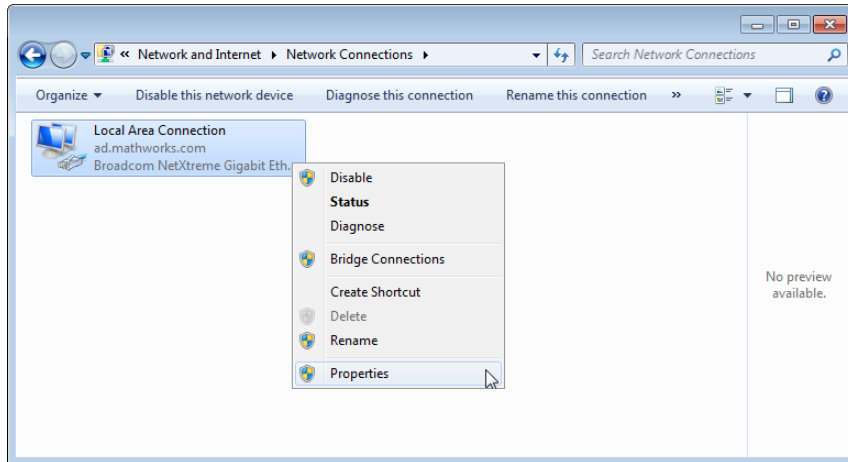 « Network and Internet ▸ Network Connections ▸
Search Network Connections
Organize ▾ Disable this network device Diagnose this connection Rename this connection »
Local Area Connection
ad.mathworks.com
Broadcom NetXtreme Gigabit Eth...
Disable
Status
Diagnose
Bridge Connections
Create Shortcut
Delete
Rename
Properties
No preview
available.